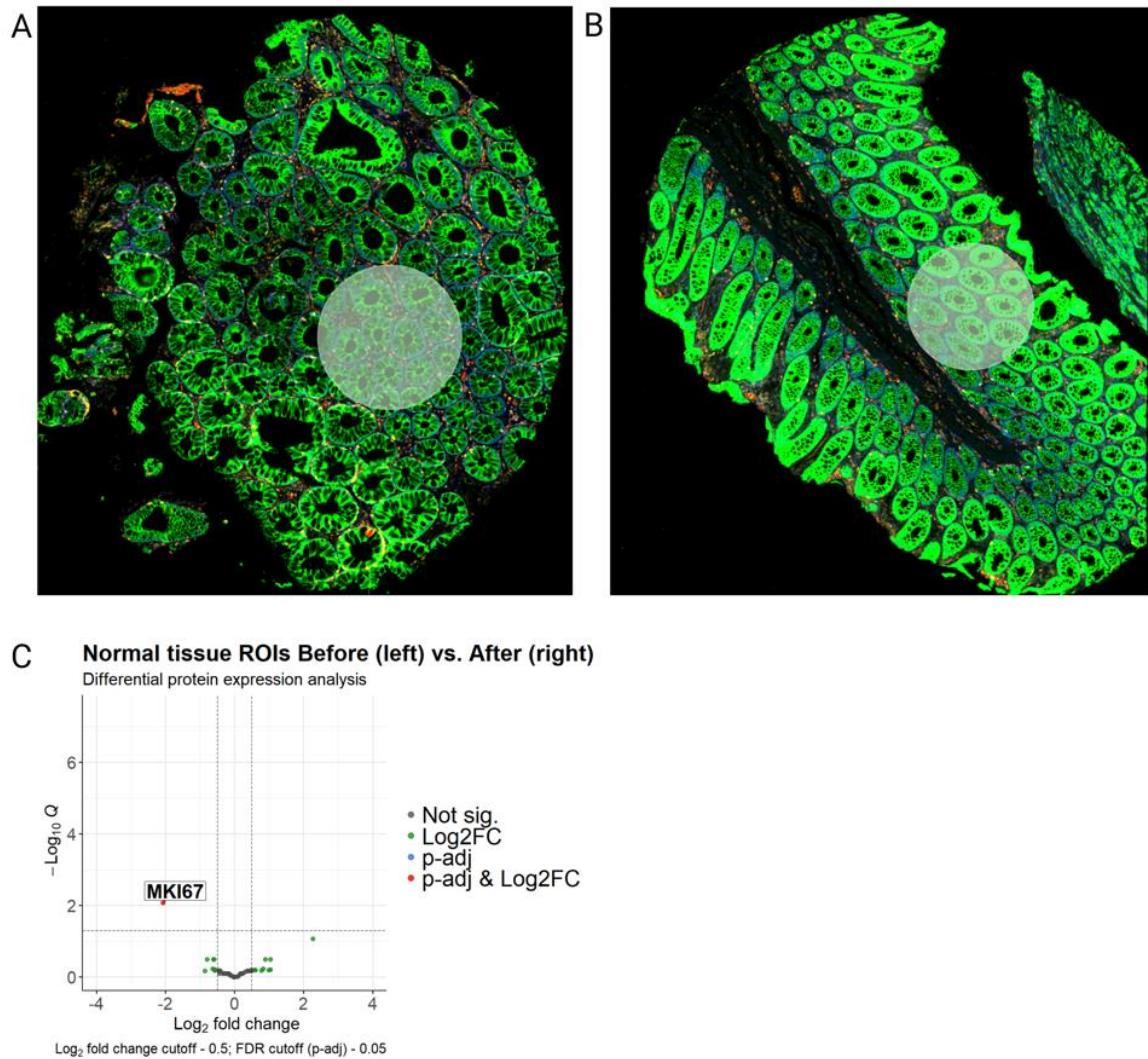 A
B
C
Normal tissue ROIs Before (left) vs. After (right)
Differential protein expression analysis
6
4
2
0
-4
-2
0
2
4
−Log10 Q
MKI67
Not sig.
Log2FC
p-adj
p-adj & Log2FC
Log2 fold change
Log2 fold change cutoff - 0.5; FDR cutoff (p-adj) - 0.05